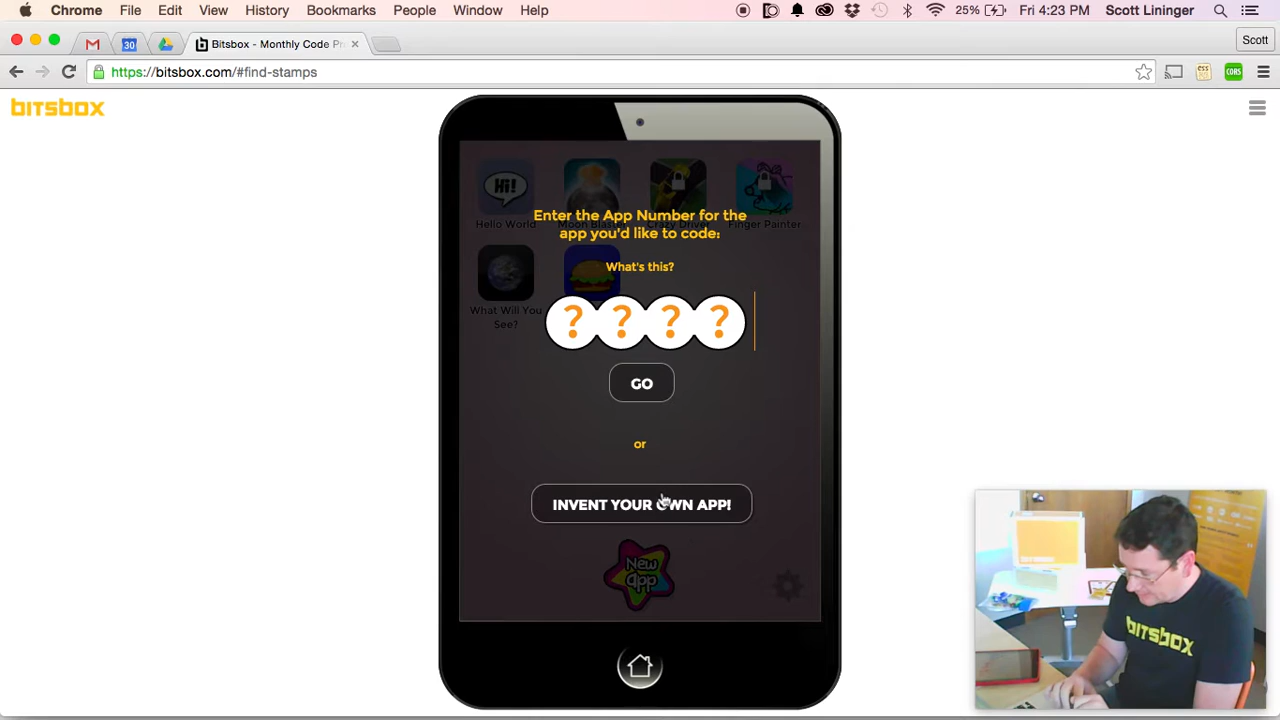 Chrome File Edit View History Bookmarks People Window Help 25% Fri 4:23 PM Scott Lininger
31 Bitsbox - Monthly Code Pr Scott
https://bitsbox.com/#find-stamps CORS
bitsbox
Hi!
Hello World Finger Painter
Enter the App Number for the
app you'd like to code:
What's this?
What Will You
See?
? ? ? ?
GO
or
INVENT YOUR OWN APP!
New
app
bitsbox